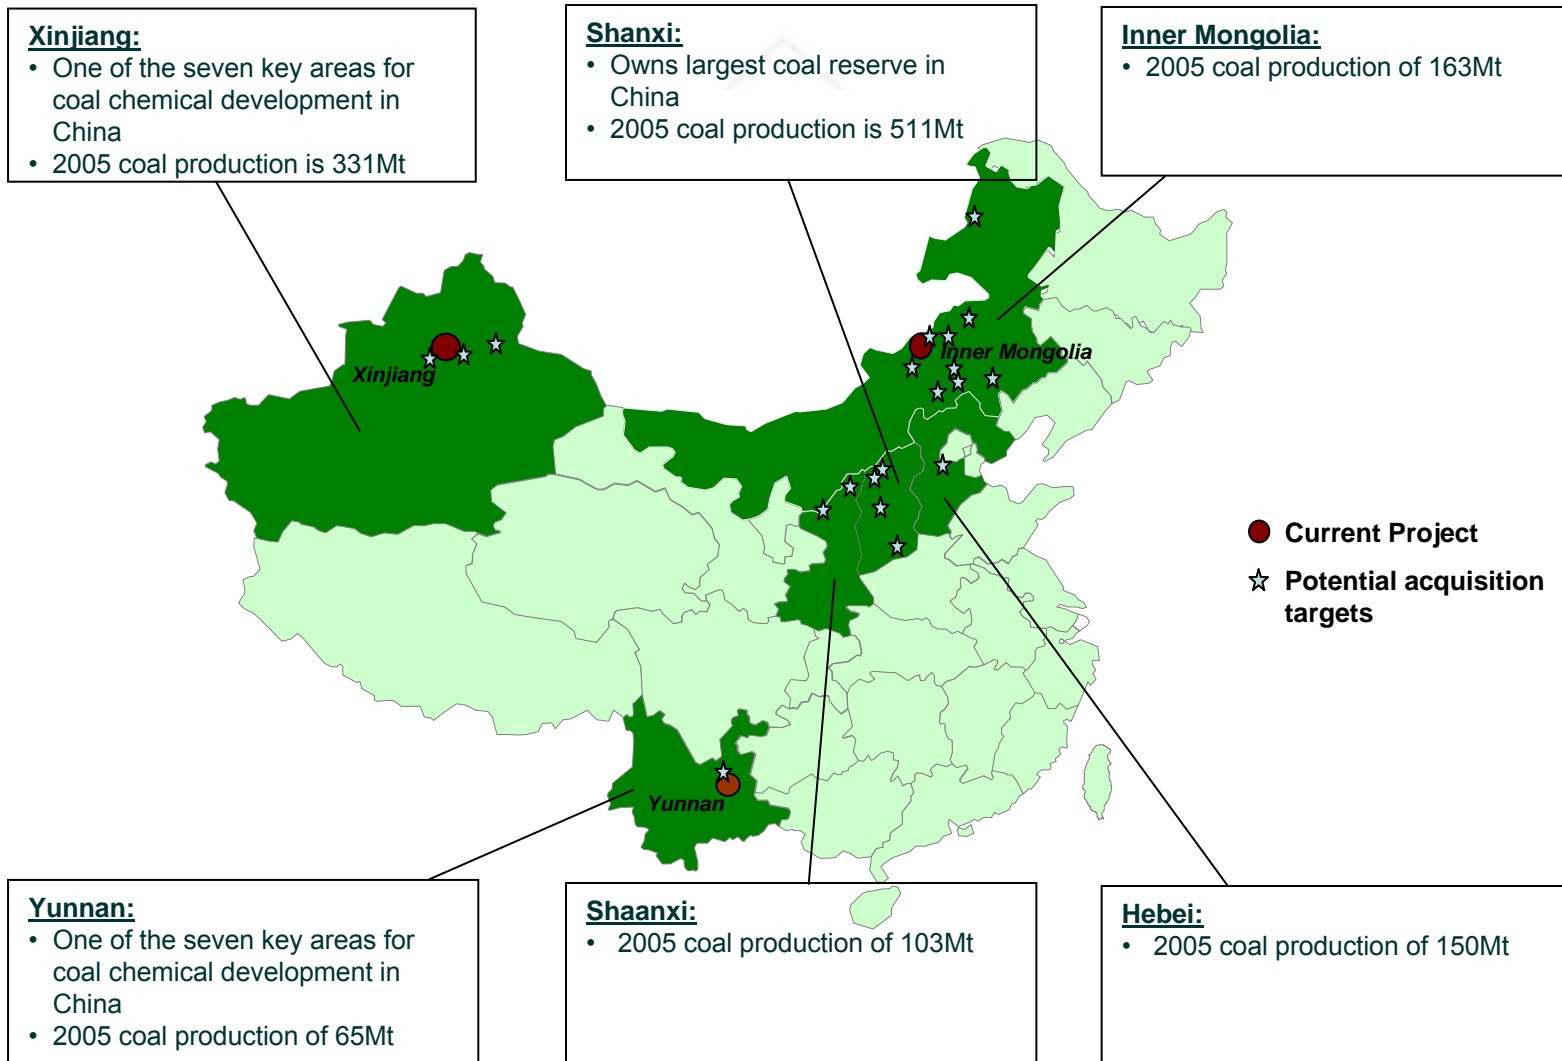 Xinjiang:
• One of the seven key areas for
coal chemical development in
China
• 2005 coal production is 331Mt
Shanxi:
• Owns largest coal reserve in
China
• 2005 coal production is 511Mt
Inner Mongolia:
• 2005 coal production of 163Mt
Xinjiang
Inner Mongolia
Current Project
Potential acquisition
targets
Yunnan
Yunnan:
• One of the seven key areas for
coal chemical development in
China
• 2005 coal production of 65Mt
Shaanxi:
• 2005 coal production of 103Mt
Hebei:
• 2005 coal production of 150Mt